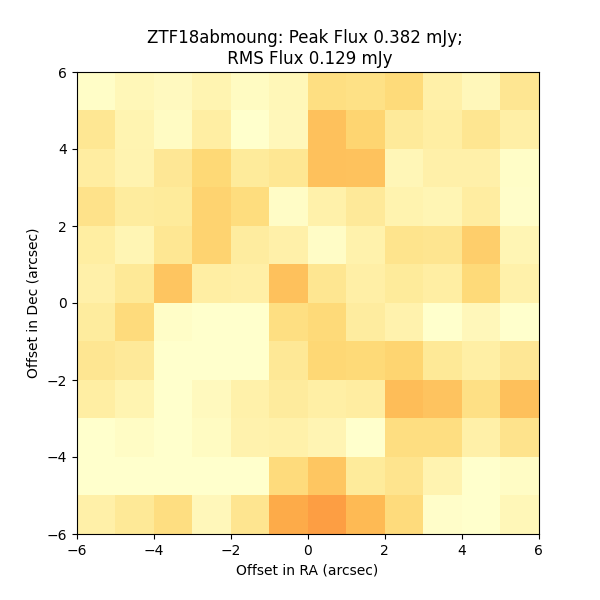 ZTF18abmoung: Peak Flux 0.382 mJy;
RMS Flux 0.129 mJy
6
4
2
0
−2
−4
−6
Offset in Dec (arcsec)
−6 −4 −2 0 2 4 6
Offset in RA (arcsec)